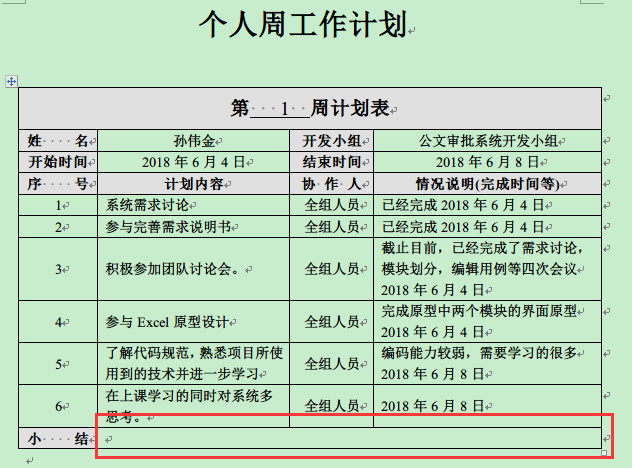 个人周工作计划
第 1 周计划表
姓 名 孙伟金 开发小组 公文审批系统开发小组
开始时间 2018 年 6 月 4 日 结束时间 2018 年 6 月 8 日
序 号 计划内容 协 作 人 情况说明(完成时间等)
1 系统需求讨论 全组人员 已经完成 2018 年 6 月 4 日
2 参与完善需求说明书 全组人员 已经完成 2018 年 6 月 4 日
3 积极参加团队讨论会。 全组人员 截止目前，已经完成了需求讨论，
模块划分，编辑用例等四次会议
2018 年 6 月 4 日
4 参与 Excel 原型设计 全组人员 完成原型中两个模块的界面原型
2018 年 6 月 4 日
5 了解代码规范，熟悉项目所使
用到的技术并进一步学习 全组人员 编码能力较弱，需要学习的很多
2018 年 6 月 8 日
6 在上课学习的同时对系统多
思考。 全组人员 2018 年 6 月 8 日
小 结